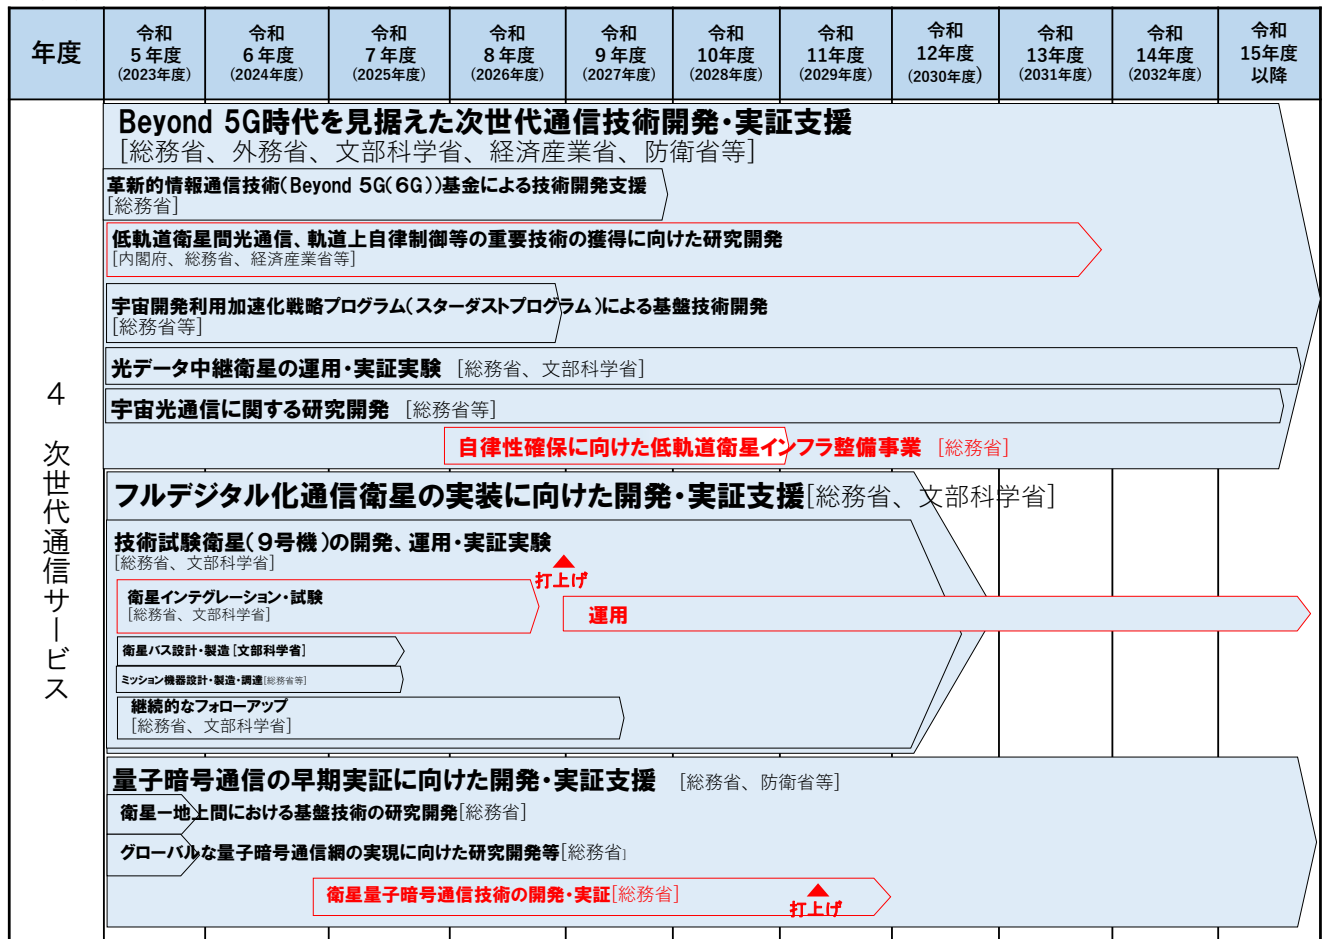 年度
令和
5年度
(2023年度)
令和
6年度
(2024年度)
令和
7年度
(2025年度)
令和
8年度
(2026年度)
令和
9年度
(2027年度)
令和
10年度
(2028年度)
令和
11年度
(2029年度)
令和
12年度
(2030年度)
令和
13年度
(2031年度)
令和
14年度
(2032年度)
令和
15年度
以降
4 次世代通信サービス
Beyond 5G時代を見据えた次世代通信技術開発・実証支援
[総務省、外務省、文部科学省、経済産業省、防衛省等]
革新的情報通信技術(Beyond 5G(6G))基金による技術開発支援
[総務省]
低軌道衛星間光通信、軌道上自律制御等の重要技術の獲得に向けた研究開発
[内閣府、総務省、経済産業省等]
宇宙開発利用加速化戦略プログラム(スターダストプログラム)による基盤技術開発
[総務省等]
光データ中継衛星の運用・実証実験 [総務省、文部科学省]
宇宙光通信に関する研究開発 [総務省等]
自律性確保に向けた低軌道衛星インフラ整備事業 [総務省]
フルデジタル化通信衛星の実装に向けた開発・実証支援[総務省、文部科学省]
技術試験衛星(9号機)の開発、運用・実証実験
[総務省、文部科学省]
打上げ
衛星インテグレーション・試験
[総務省、文部科学省]
運用
衛星バス設計・製造[文部科学省]
ミッション機器設計・製造・調達[総務省等]
継続的なフォローアップ
[総務省、文部科学省]
量子暗号通信の早期実証に向けた開発・実証支援 [総務省、防衛省等]
衛星ー地上間における基盤技術の研究開発[総務省]
グローバルな量子暗号通信網の実現に向けた研究開発等[総務省]
衛星量子暗号通信技術の開発・実証[総務省]
打上げ